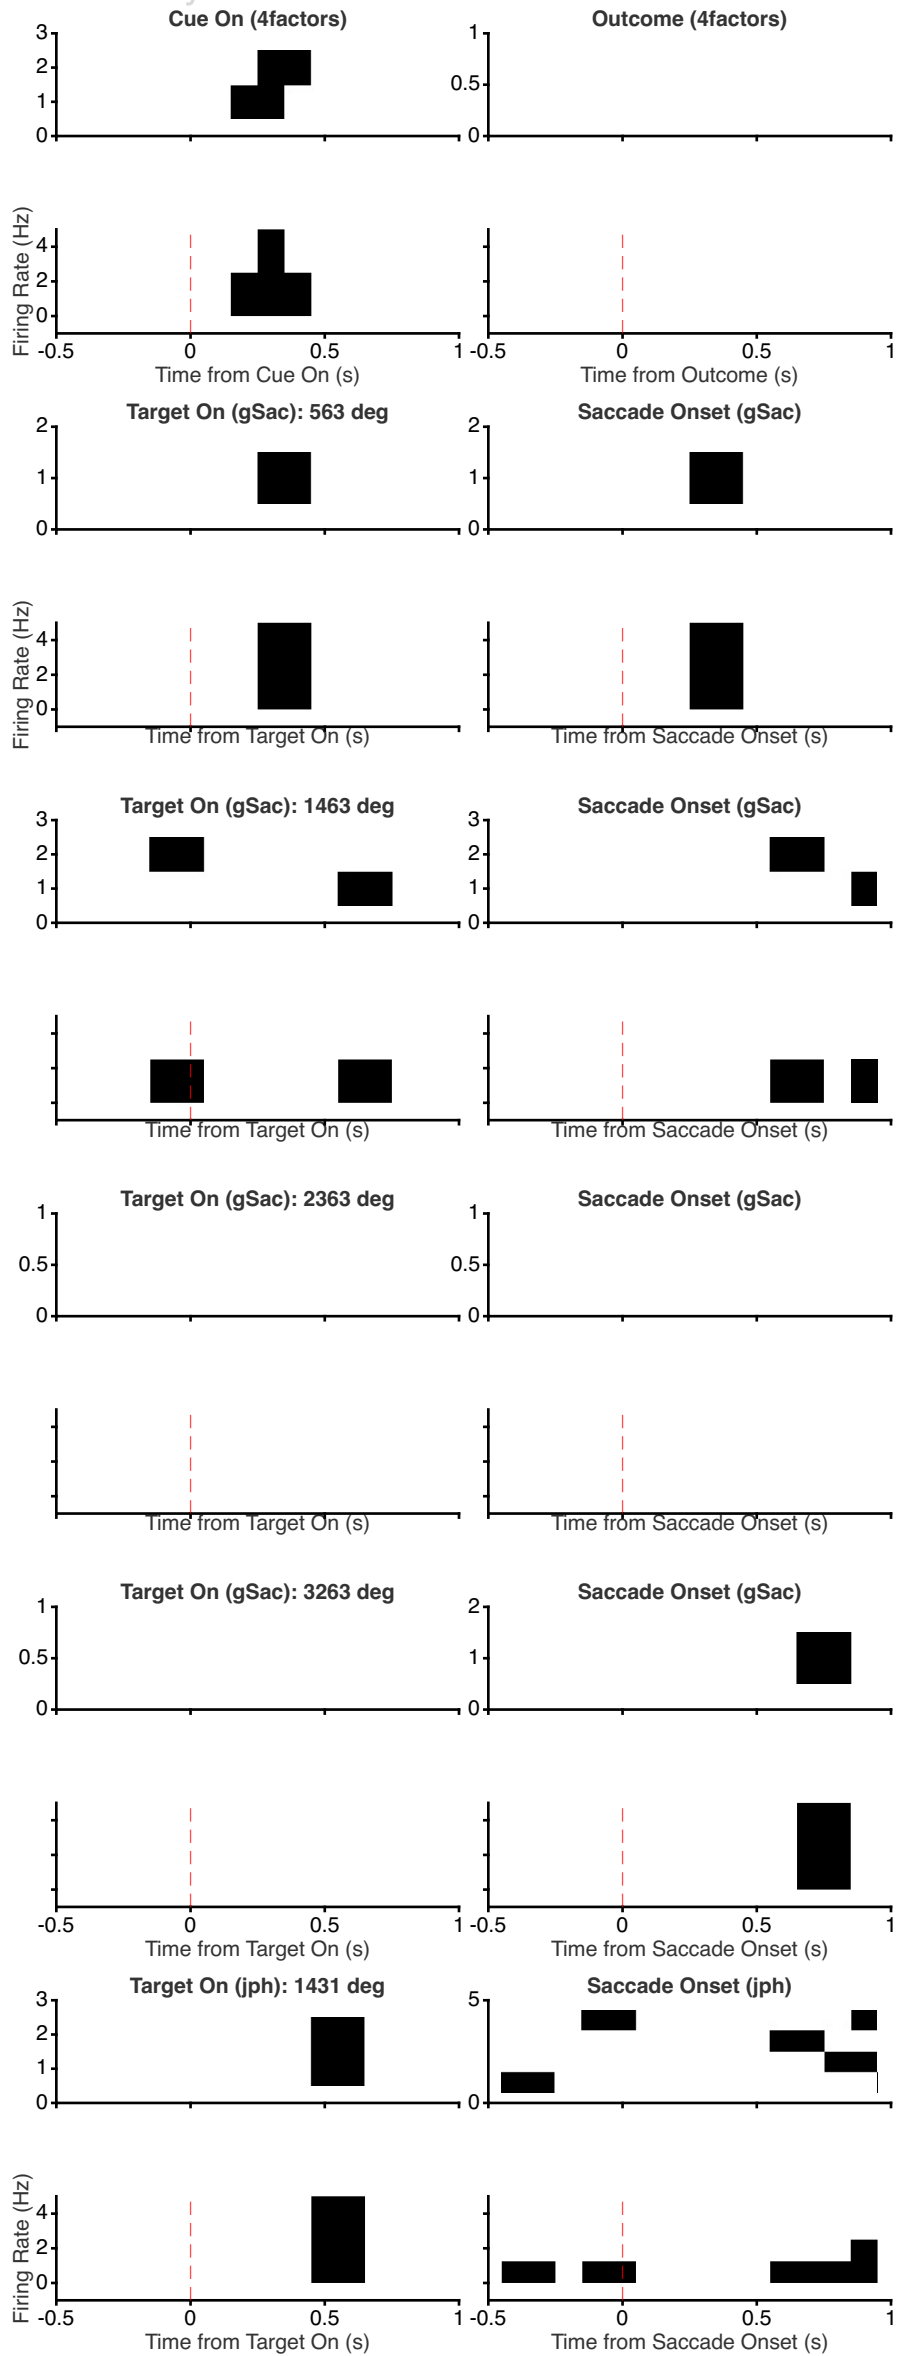 Cue On (4factors) Outcome (4factors)
3 1
2
0.5
1
0 0
Firing Rate (Hz)
4
2
0
-0.5 0 0.5 1 -0.5 0 0.5 1
Time from Cue On (s) Time from Outcome (s)
Target On (gSac): 563 deg Saccade Onset (gSac)
2 2
1 1
0 0
Firing Rate (Hz)
4
2
0
Time from Target On (s) Time from Saccade Onset (s)
Target On (gSac): 1463 deg Saccade Onset (gSac)
3 3
2 2
1 1
0 0
Time from Target On (s) Time from Saccade Onset (s)
Target On (gSac): 2363 deg Saccade Onset (gSac)
1 1
0.5 0.5
0 0
Time from Target On (s) Time from Saccade Onset (s)
Target On (gSac): 3263 deg Saccade Onset (gSac)
1 2
0.5 1
0 0
-0.5 0 0.5 1 -0.5 0 0.5 1
Time from Target On (s) Time from Saccade Onset (s)
Target On (jph): 1431 deg Saccade Onset (jph)
3 5
2
1
0 0
Firing Rate (Hz)
4
2
0
-0.5 0 0.5 1 -0.5 0 0.5 1
Time from Target On (s) Time from Saccade Onset (s)